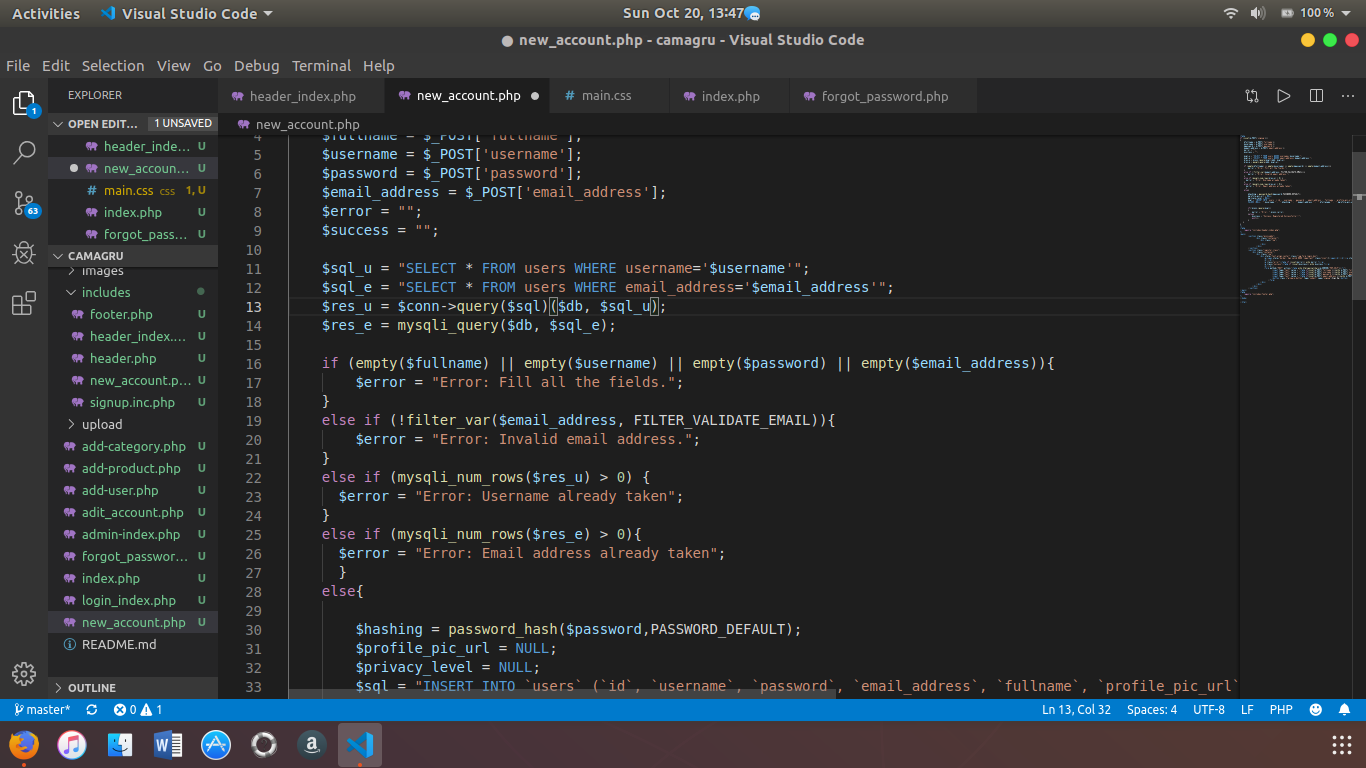 Activities
Visual Studio Code
Sun Oct 20, 13:47
100 %
● new_account.php - camagru - Visual Studio Code
File Edit Selection View Go Debug Terminal Help
EXPLORER
header_index.php
new_account.php
main.css
index.php
forgot_password.php
OPEN EDIT... 1 UNSAVED
header_inde... U
new_accoun... U
main.css css 1, U
index.php U
forgot_pass... U
CAMAGRU
images
includes
footer.php U
header_index.... U
header.php U
new_account.p... U
signup.inc.php U
upload
add-category.php U
add-product.php U
add-user.php U
adit_account.php U
admin-index.php U
forgot_passwor... U
index.php U
login_index.php U
new_account.php U
README.md
OUTLINE
1
63
new_account.php
4 $fullname = $_POST['fullname'];
5 $username = $_POST['username'];
6 $password = $_POST['password'];
7 $email_address = $_POST['email_address'];
8 $error = "";
9 $success = "";
10
11 $sql_u = "SELECT * FROM users WHERE username='$username'";
12 $sql_e = "SELECT * FROM users WHERE email_address='$email_address'";
13 $res_u = $conn->query($sql)($db, $sql_u);
14 $res_e = mysqli_query($db, $sql_e);
15
16 if (empty($fullname) || empty($username) || empty($password) || empty($email_address)){
17 $error = "Error: Fill all the fields.";
18 }
19 else if (!filter_var($email_address, FILTER_VALIDATE_EMAIL)){
20 $error = "Error: Invalid email address.";
21 }
22 else if (mysqli_num_rows($res_u) > 0) {
23 $error = "Error: Username already taken";
24 }
25 else if (mysqli_num_rows($res_e) > 0){
26 $error = "Error: Email address already taken";
27 }
28 else{
29
30 $hashing = password_hash($password,PASSWORD_DEFAULT);
31 $profile_pic_url = NULL;
32 $privacy_level = NULL;
33 $sql = "INSERT INTO `users` (`id`, `username`, `password`, `email_address`, `fullname`, `profile_pic_url`
master* 0 1
Ln 13, Col 32 Spaces: 4 UTF-8 LF PHP